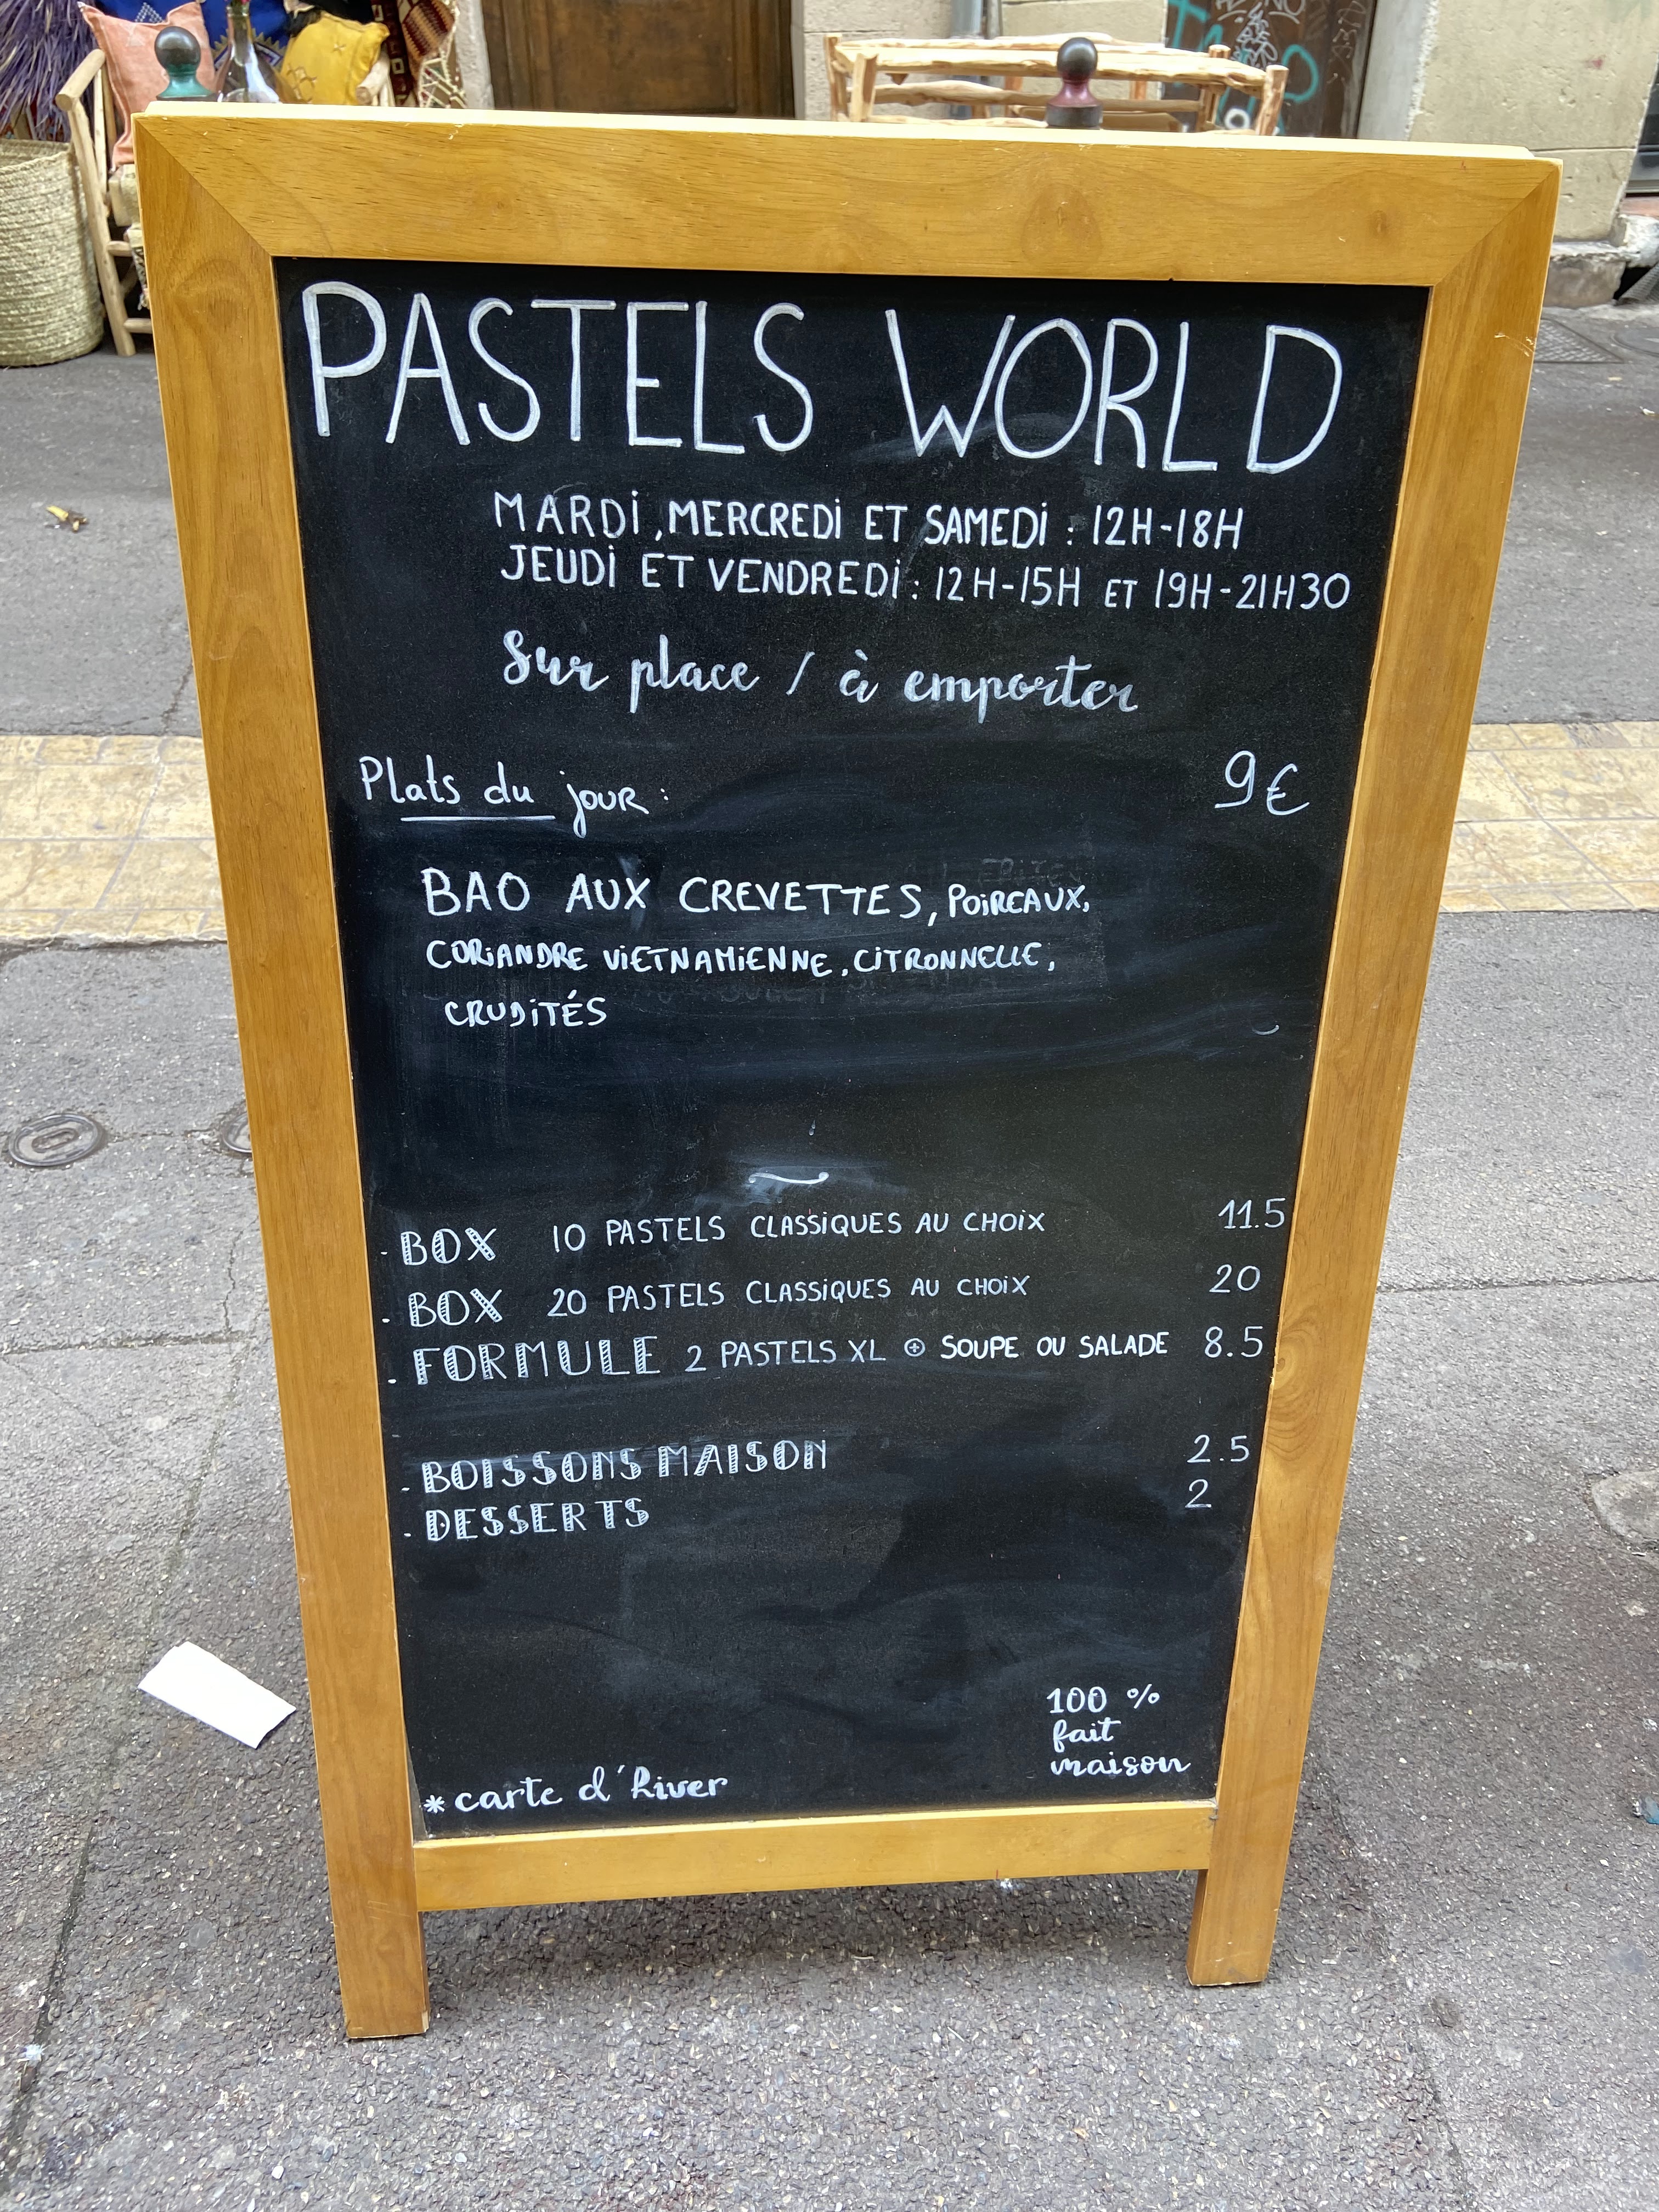 PASTELS WORLD
MARDI, MERCREDI ET SAMEDI : 12H-18H
JEUDI ET VENDREDI : 12H-15H ET 19H-21H30
Sur place / à emporter
Plats du jour : 9€
BAO AUX CREVETTES, POIREAUX,
CORIANDRE VIETNAMIENNE, CITRONNELLE,
CRUDITÉS
- BOX 10 PASTELS CLASSIQUES AU CHOIX 11.5
- BOX 20 PASTELS CLASSIQUES AU CHOIX 20
- FORMULE 2 PASTELS XL ⊕ SOUPE OU SALADE 8.5
- BOISSONS MAISON 2.5
- DESSERTS 2
100 %
fait
maison
* carte d'hiver